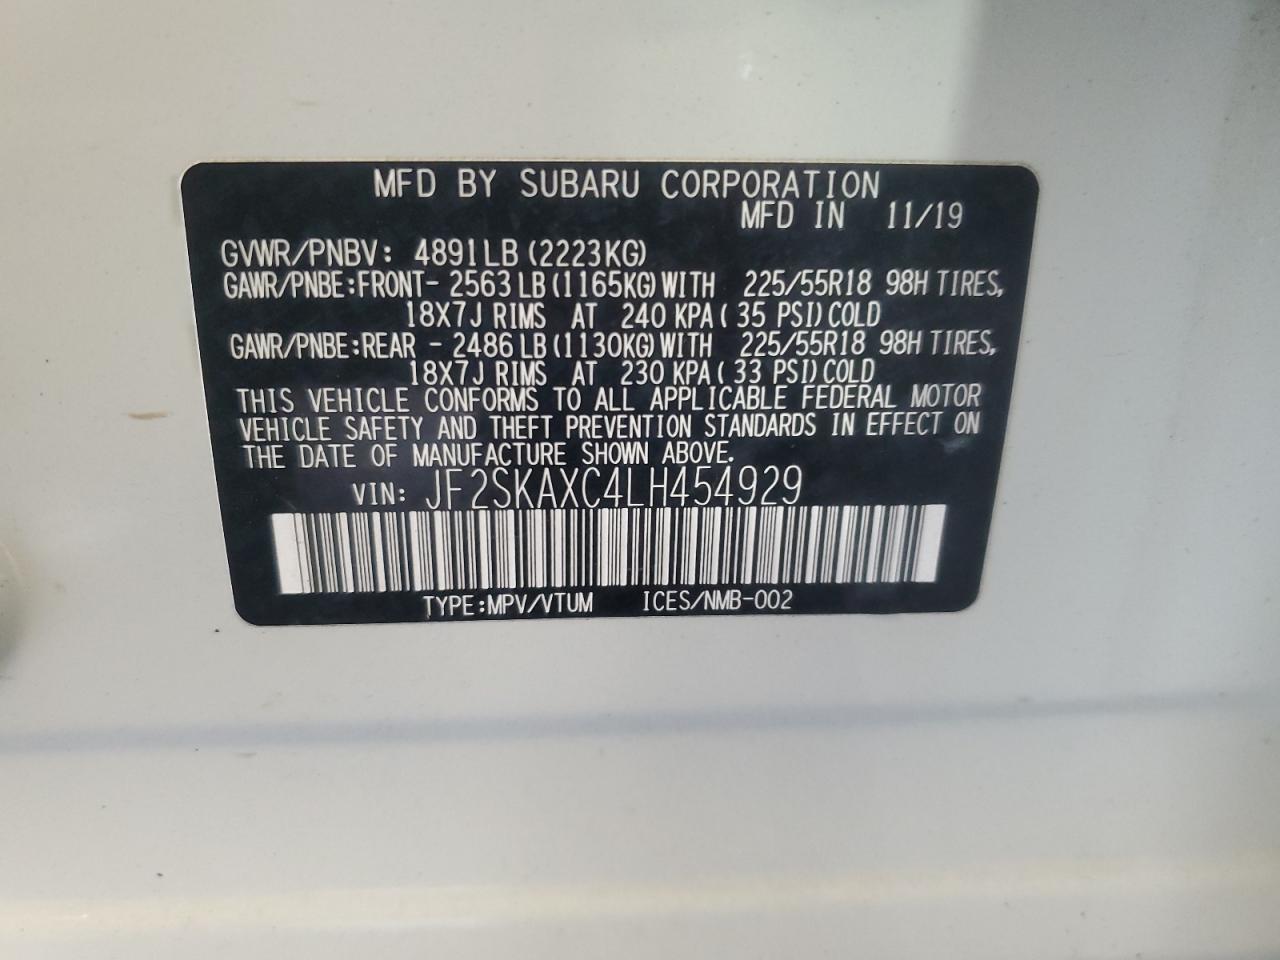 MFD BY SUBARU CORPORATION
MFD IN 11/19
GVWR/PNBV: 4891LB (2223KG)
GAWR/PNBE:FRONT- 2563LB (1165KG) WITH 225/55R18 98H TIRES,
18X7J RIMS AT 240 KPA ( 35 PSI) COLD
GAWR/PNBE:REAR - 2486LB (1130KG) WITH 225/55R18 98H TIRES,
18X7J RIMS AT 230 KPA ( 33 PSI) COLD
THIS VEHICLE CONFORMS TO ALL APPLICABLE FEDERAL MOTOR
VEHICLE SAFETY AND THEFT PREVENTION STANDARDS IN EFFECT ON
THE DATE OF MANUFACTURE SHOWN ABOVE.
VIN: JF2SKAXC4LH454929
TYPE:MPV/VTUM ICES/NMB-002